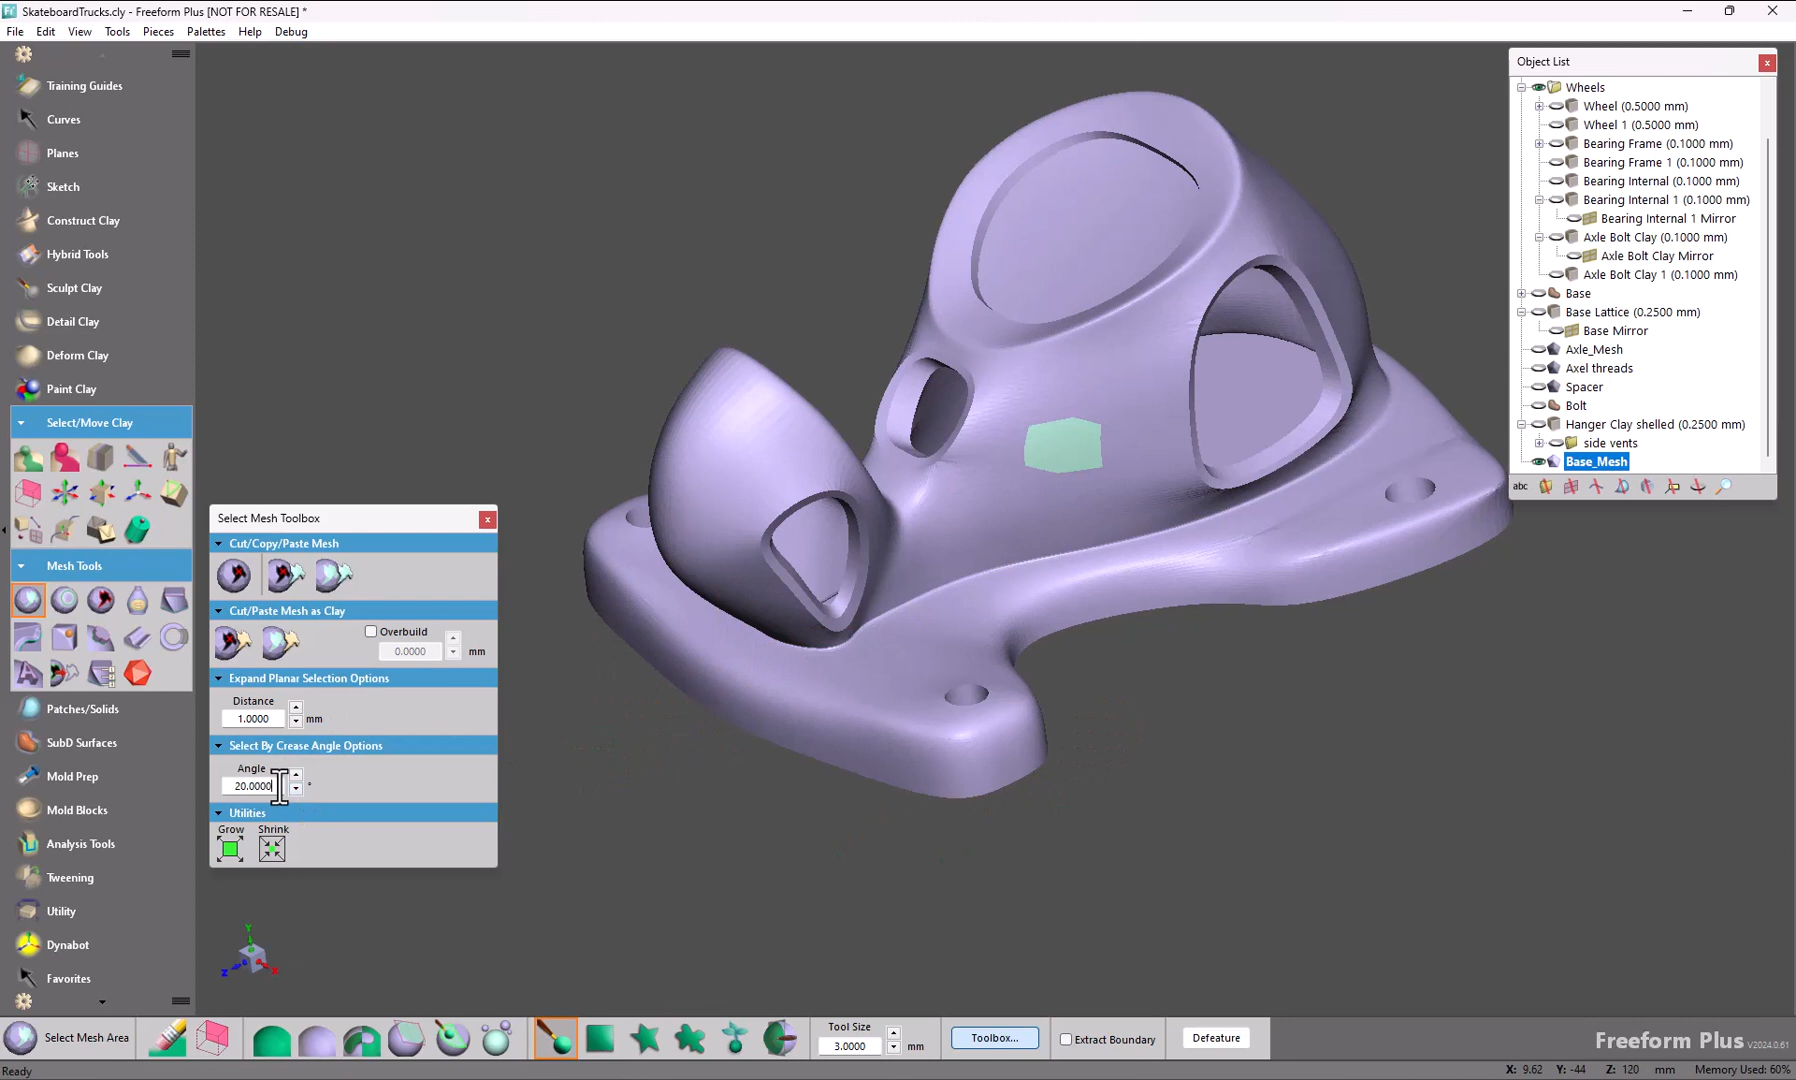 SkateboardTrucks.cly - Freeform Plus [NOT FOR RESALE] *
File Edit View Tools Pieces Palettes Help Debug
Training Guides
Curves
Planes
Sketch
Construct Clay
Hybrid Tools
Sculpt Clay
Detail Clay
Deform Clay
Paint Clay
Select/Move Clay
Mesh Tools
Patches/Solids
SubD Surfaces
Mold Prep
Mold Blocks
Analysis Tools
Tweening
Utility
Dynabot
Favorites
Select Mesh Toolbox
Cut/Copy/Paste Mesh
Cut/Paste Mesh as Clay
Overbuild
0.0000 mm
Expand Planar Selection Options
Distance
1.0000 mm
Select By Crease Angle Options
Angle
20.0000 °
Utilities
Grow Shrink
Y
Z X
Object List
Wheels
Wheel (0.5000 mm)
Wheel 1 (0.5000 mm)
Bearing Frame (0.1000 mm)
Bearing Frame 1 (0.1000 mm)
Bearing Internal (0.1000 mm)
Bearing Internal 1 (0.1000 mm)
Bearing Internal 1 Mirror
Axle Bolt Clay (0.1000 mm)
Axle Bolt Clay Mirror
Axle Bolt Clay 1 (0.1000 mm)
Base
Base Lattice (0.2500 mm)
Base Mirror
Axle_Mesh
Axel threads
Spacer
Bolt
Hanger Clay shelled (0.2500 mm)
side vents
Base_Mesh
abc
Select Mesh Area
Tool Size
3.0000 mm
Toolbox...
Extract Boundary
Defeature
Freeform Plus V2024.0.61
Ready
X: 9.62 Y: -44 Z: 120 mm Memory Used: 60%